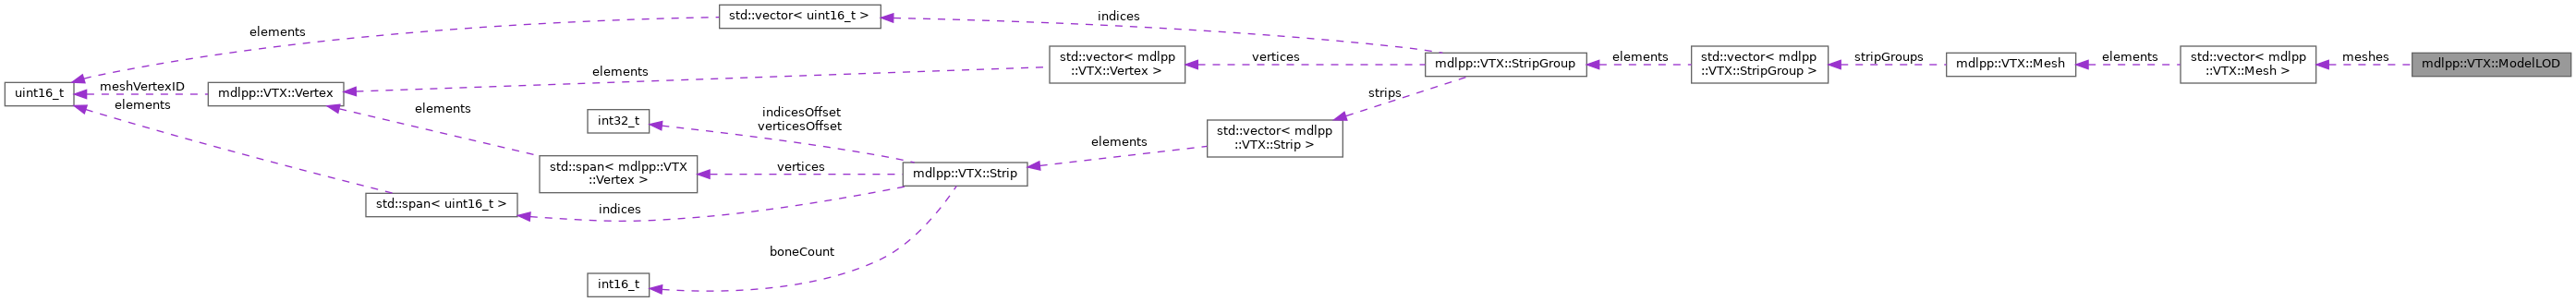 std::vector< uint16_t >
indices
elements
std::vector< mdlpp
::VTX::Vertex >
vertices
mdlpp::VTX::StripGroup
elements
std::vector< mdlpp
::VTX::StripGroup >
stripGroups
mdlpp::VTX::Mesh
elements
std::vector< mdlpp
::VTX::Mesh >
meshes
mdlpp::VTX::ModelLOD
elements
uint16_t
meshVertexID
mdlpp::VTX::Vertex
elements
elements
strips
int32_t
indicesOffset
verticesOffset
std::vector< mdlpp
::VTX::Strip >
elements
std::span< mdlpp::VTX
::Vertex >
vertices
mdlpp::VTX::Strip
std::span< uint16_t >
indices
boneCount
int16_t